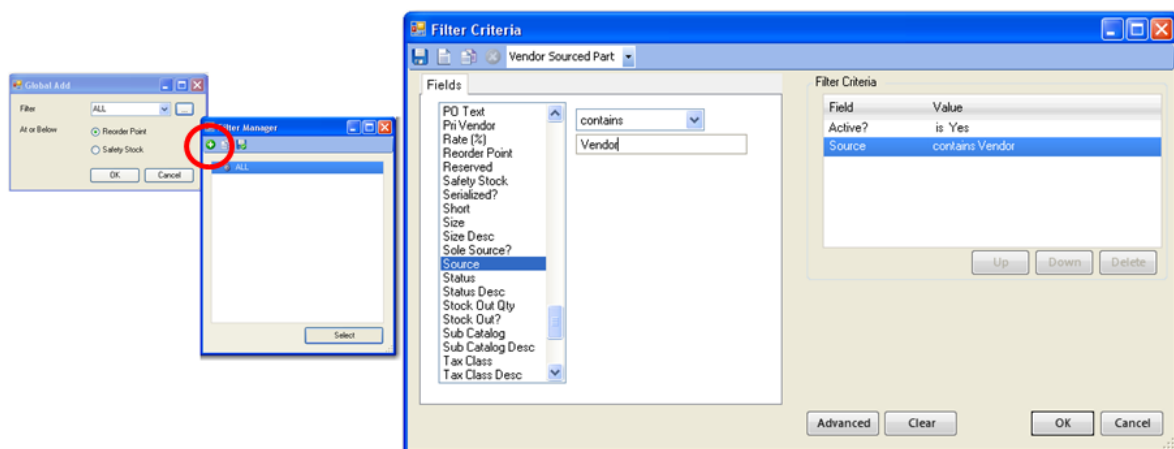 Global Add
Filter
ALL
...
At or Below
Reorder Point
Safety Stock
OK Cancel
Filter Manager
ALL
Select
Filter Criteria
Vendor Sourced Part
Fields
PO Text
Pri Vendor
Rate (%)
Reorder Point
Reserved
Safety Stock
Serialized?
Short
Size
Size Desc
Sole Source?
Source
Status
Status Desc
Stock Out Qty
Stock Out?
Sub Catalog
Sub Catalog Desc
Tax Class
Tax Class Desc
contains
Vendor
Filter Criteria
Field Value
Active? is Yes
Source contains Vendor
Up Down Delete
Advanced Clear OK Cancel